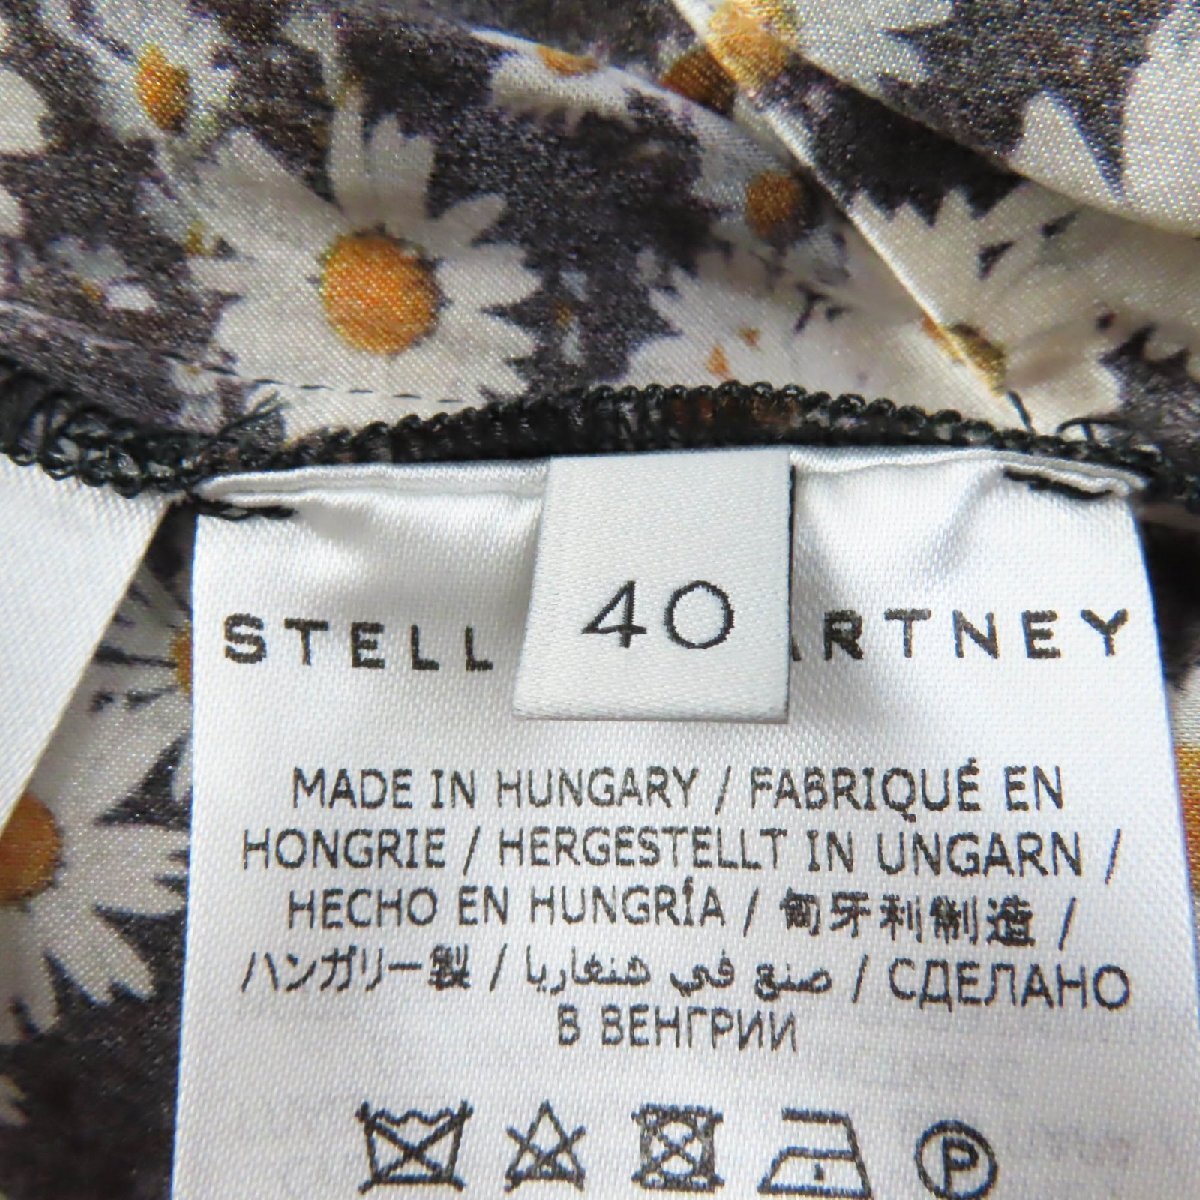 STELL ARTNEY
40
MADE IN HUNGARY / FABRIQUÉ EN
HONGRIE / HERGESTELLT IN UNGARN /
HECHO EN HUNGRÍA / 匈牙利制造 /
ハンガリー製 / صنع في هنغاريا / СДЕЛАНО
В ВЕНГРИИ
P